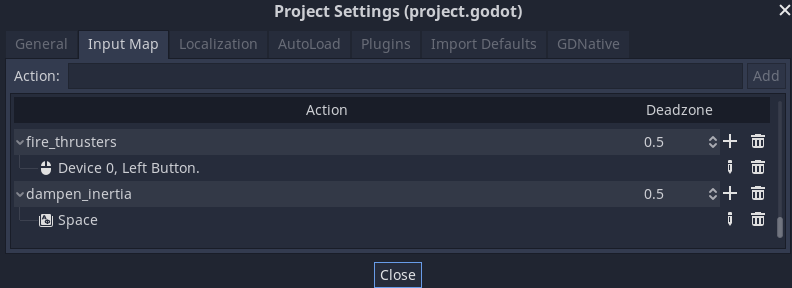 Project Settings (project.godot)
General Input Map Localization AutoLoad Plugins Import Defaults GDNative
Action: Add
Action Deadzone
fire_thrusters 0.5
Device 0, Left Button.
dampen_inertia 0.5
Space
Close